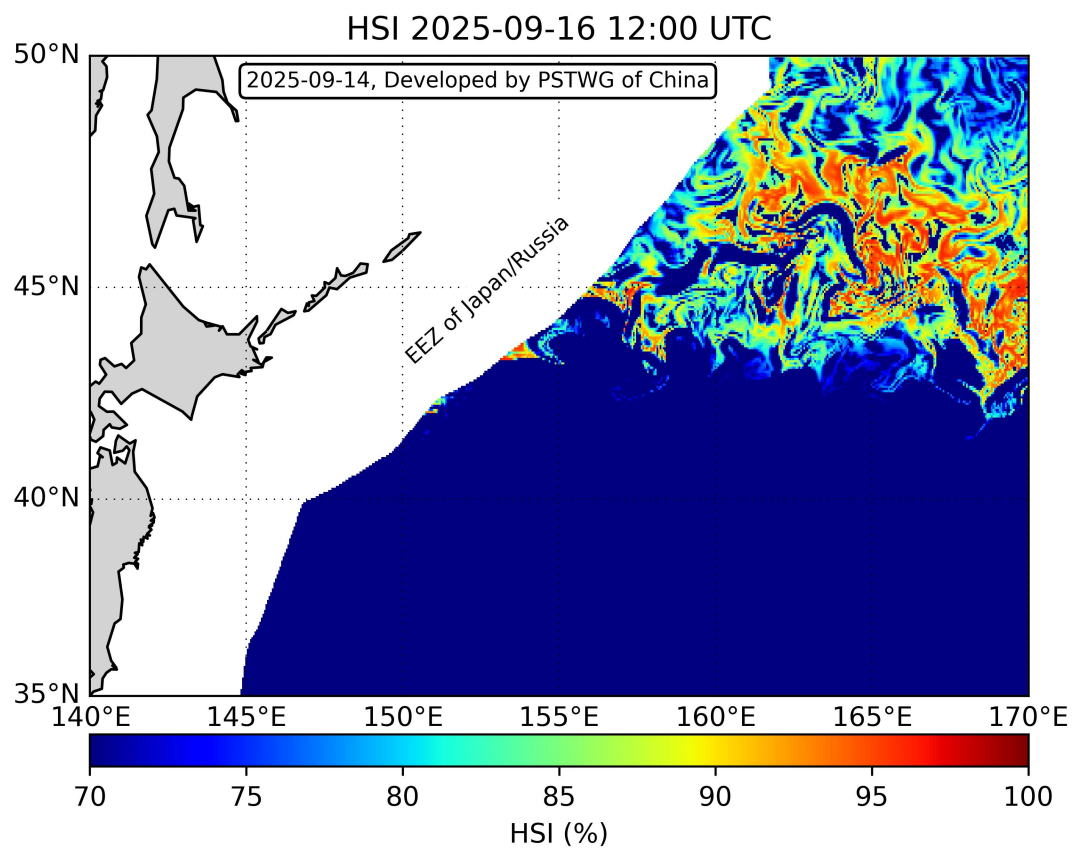 HSI 2025-09-16 12:00 UTC
50°N
2025-09-14, Developed by PSTWG of China
EEZ of Japan/Russia
45°N
40°N
35°N
140°E 145°E 150°E 155°E 160°E 165°E 170°E
70 75 80 85 90 95 100
HSI (%)